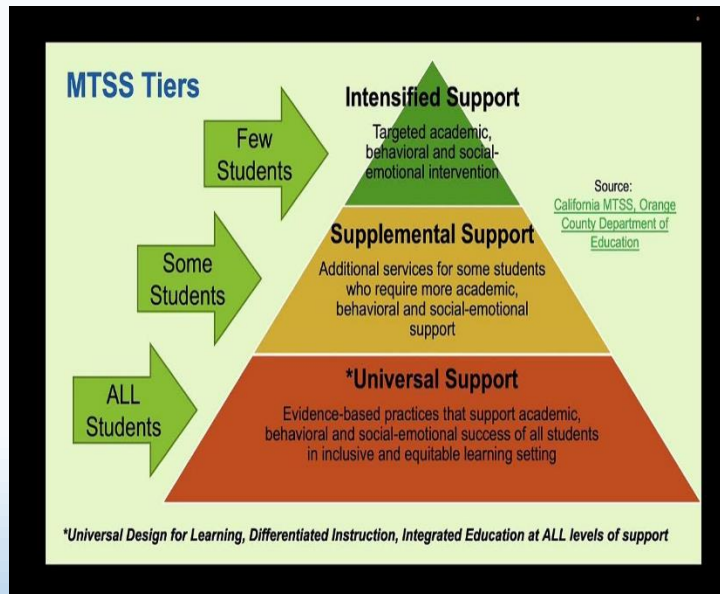 MTSS Tiers
Few
Students
Intensified Support
Targeted academic,
behavioral and social-
emotional intervention
Source:
California MTSS, Orange
County Department of
Education
Some
Students
Supplemental Support
Additional services for some students
who require more academic,
behavioral and social-emotional
support
ALL
Students
*Universal Support
Evidence-based practices that support academic,
behavioral and social-emotional success of all students
in inclusive and equitable learning setting
*Universal Design for Learning, Differentiated Instruction, Integrated Education at ALL levels of support